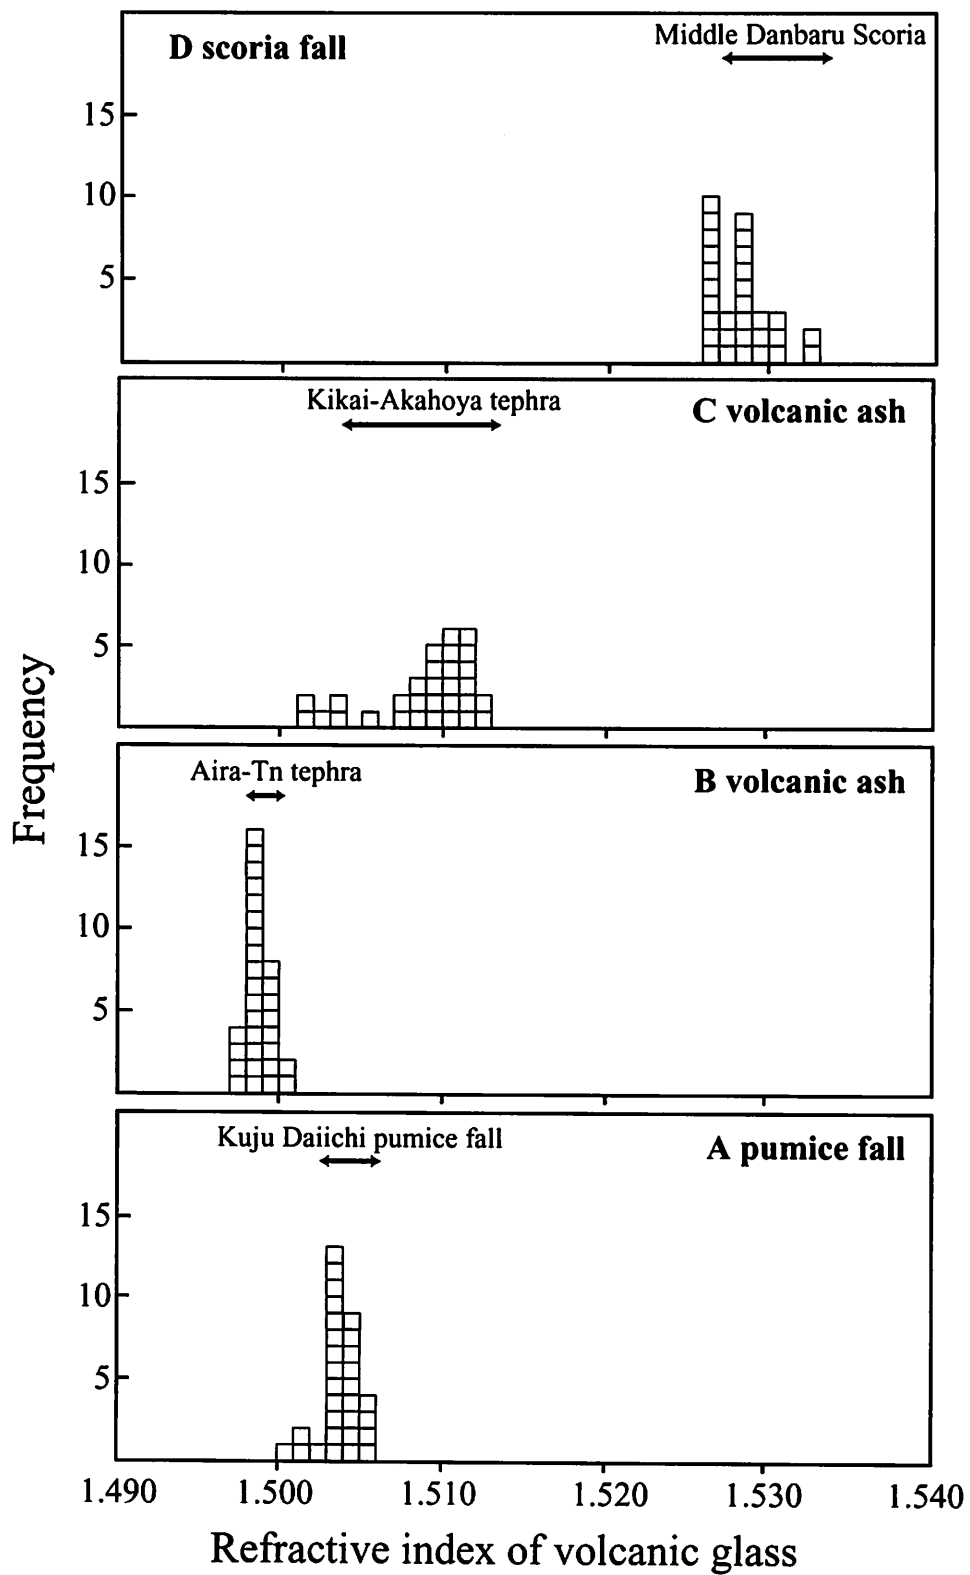 D scoria fall
Middle Danbaru Scoria
15
10
5
Kikai-Akahoya tephra
C volcanic ash
15
10
5
Aira-Tn tephra
B volcanic ash
15
10
5
Kuju Daiichi pumice fall
A pumice fall
15
10
5
Frequency
1.490 1.500 1.510 1.520 1.530 1.540
Refractive index of volcanic glass